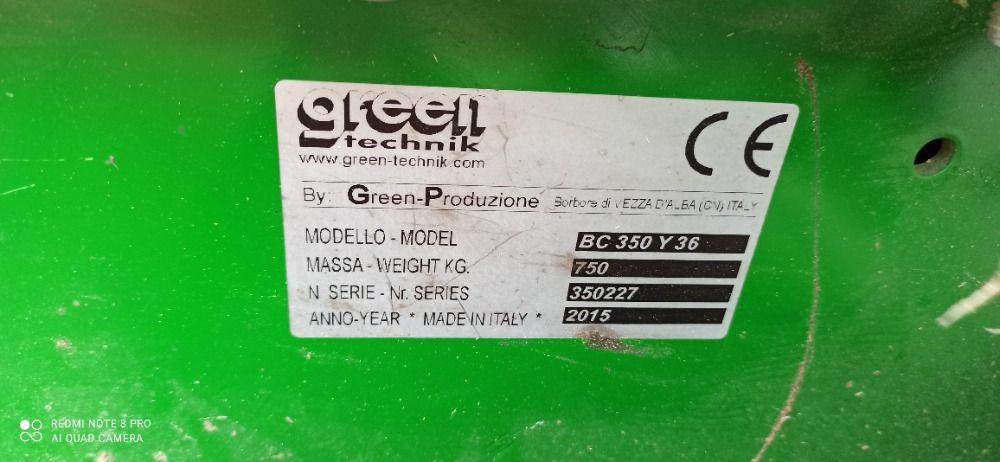 green
technik
www.green-technik.com
CE
By: Green-Produzione Borbore di VEZZA D'ALBA (CN) ITALY
MODELLO - MODEL BC 350 Y 36
MASSA - WEIGHT KG. 750
N SERIE - Nr. SERIES 350227
ANNO-YEAR * MADE IN ITALY * 2015
REDMI NOTE 8 PRO
AI QUAD CAMERA